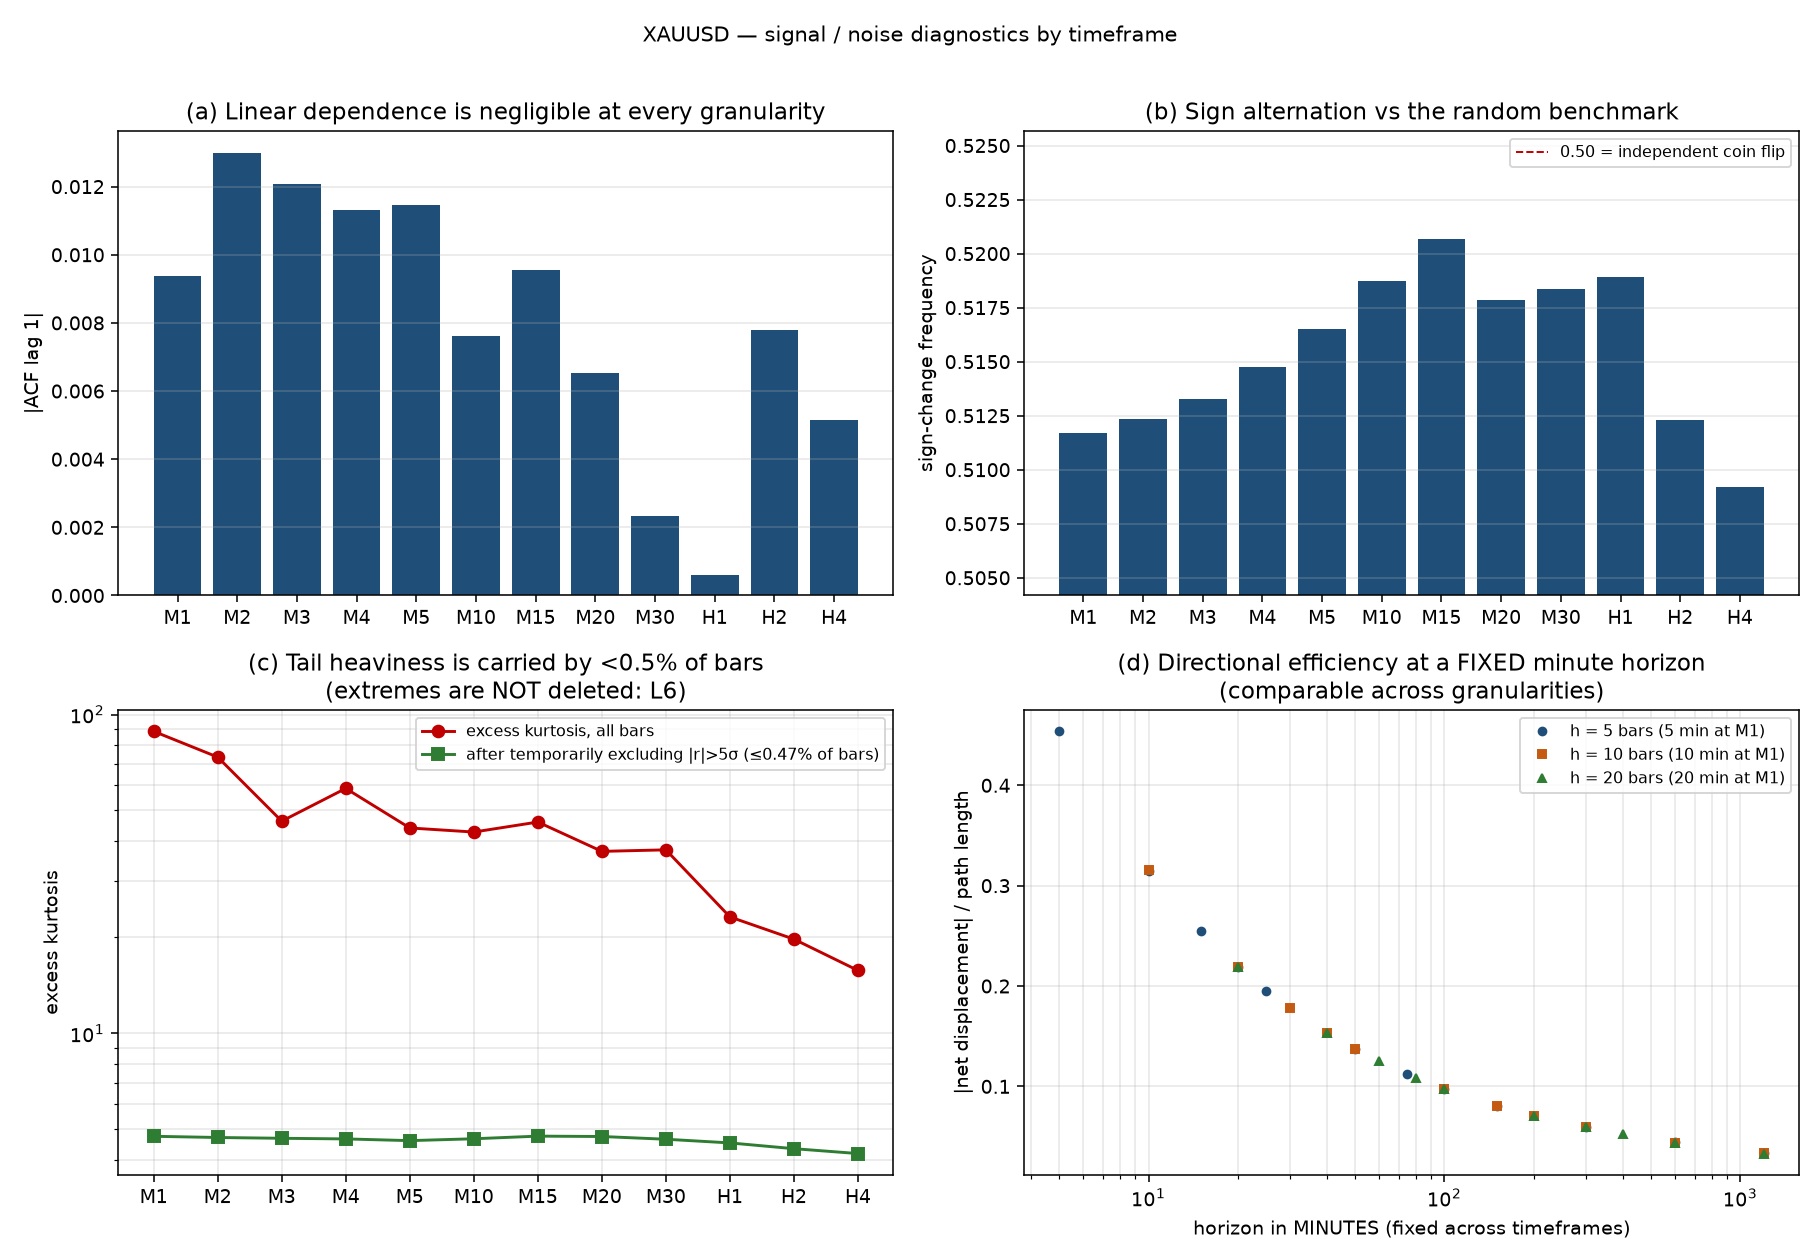 XAUUSD — signal / noise diagnostics by timeframe
(a) Linear dependence is negligible at every granularity
|ACF lag 1|
0.012
0.010
0.008
0.006
0.004
0.002
0.000
M1 M2 M3 M4 M5 M10 M15 M20 M30 H1 H2 H4
(b) Sign alternation vs the random benchmark
sign-change frequency
0.5250
0.5225
0.5200
0.5175
0.5150
0.5125
0.5100
0.5075
0.5050
0.50 = independent coin flip
M1 M2 M3 M4 M5 M10 M15 M20 M30 H1 H2 H4
(c) Tail heaviness is carried by <0.5% of bars
(extremes are NOT deleted: L6)
excess kurtosis
10²
10¹
excess kurtosis, all bars
after temporarily excluding |r|>5σ (≤0.47% of bars)
M1 M2 M3 M4 M5 M10 M15 M20 M30 H1 H2 H4
(d) Directional efficiency at a FIXED minute horizon
(comparable across granularities)
|net displacement| / path length
0.4
0.3
0.2
0.1
h = 5 bars (5 min at M1)
h = 10 bars (10 min at M1)
h = 20 bars (20 min at M1)
10¹ 10² 10³
horizon in MINUTES (fixed across timeframes)